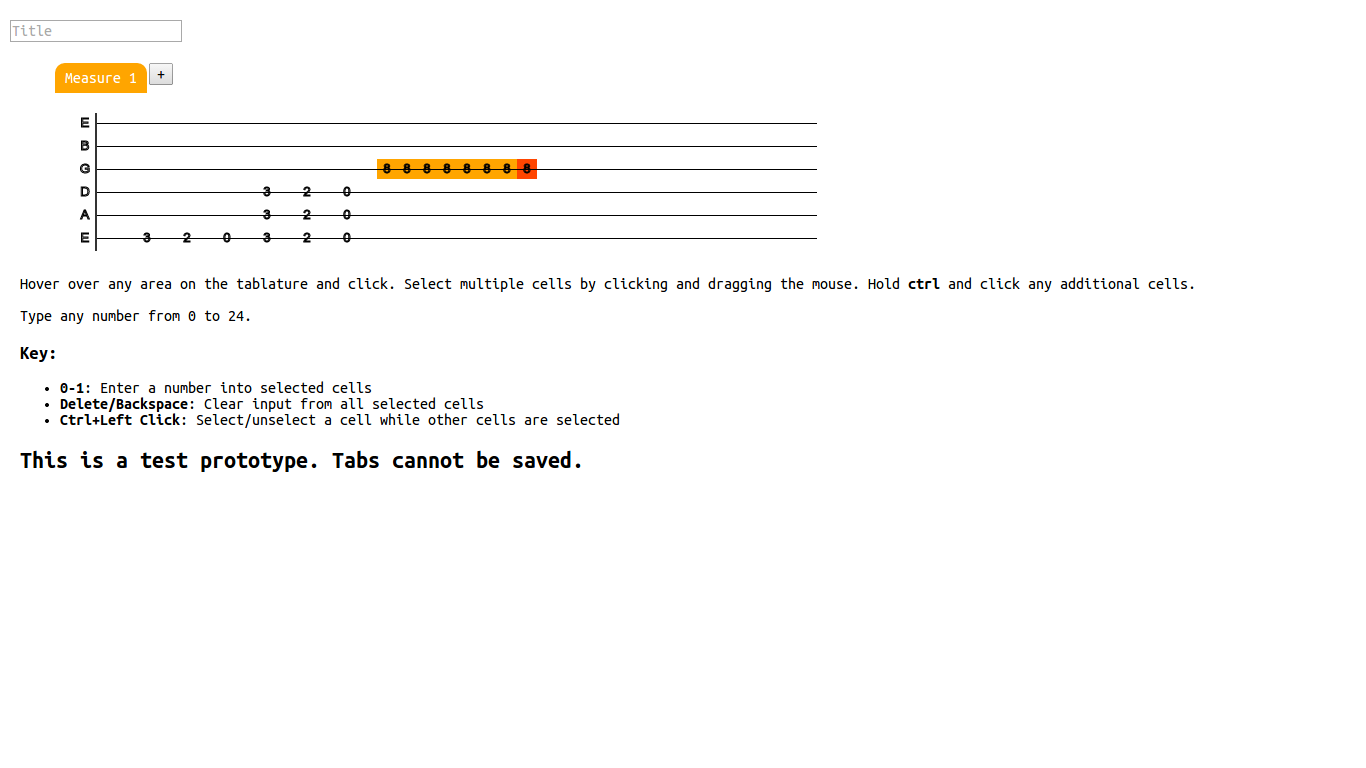 Title
Measure 1 +
E
B
G 8 8 8 8 8 8 8 8
D 3 2 0
A 3 2 0
E 3 2 0 3 2 0
Hover over any area on the tablature and click. Select multiple cells by clicking and dragging the mouse. Hold ctrl and click any additional cells.
Type any number from 0 to 24.
Key:
• 0-1: Enter a number into selected cells
• Delete/Backspace: Clear input from all selected cells
• Ctrl+Left Click: Select/unselect a cell while other cells are selected
This is a test prototype. Tabs cannot be saved.